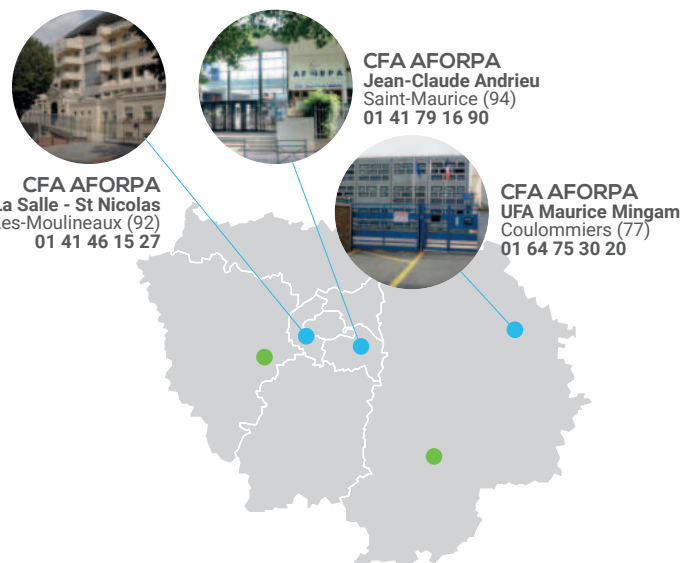 CFA AFORPA
Jean-Claude Andrieu
Saint-Maurice (94)
01 41 79 16 90
CFA AFORPA
La Salle - St Nicolas
Les-Moulineaux (92)
01 41 46 15 27
CFA AFORPA
UFA Maurice Mingam
Coulommiers (77)
01 64 75 30 20
AFORPA